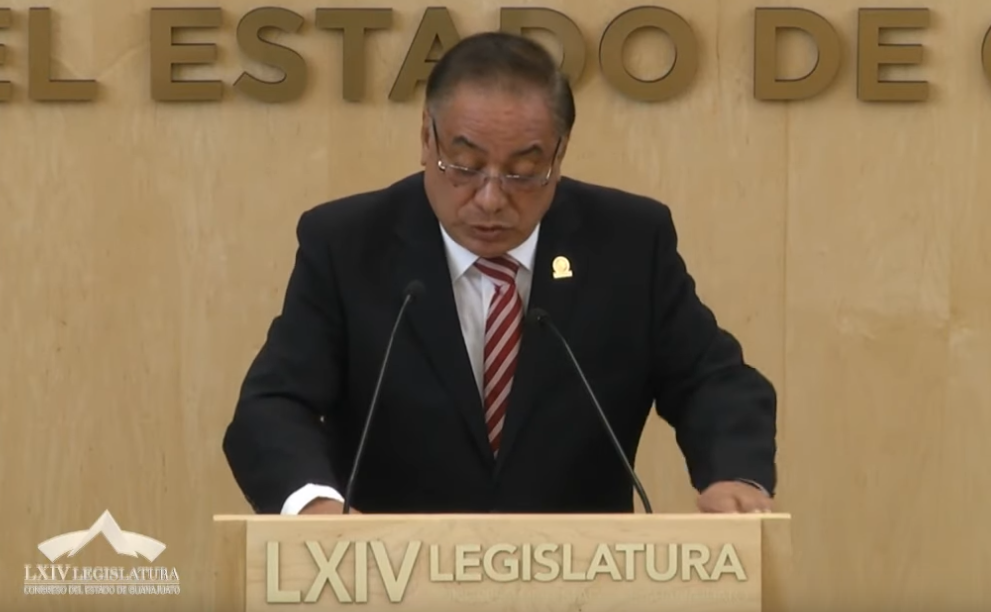 EL ESTADO DE
LXIV LEGISLATURA
LXIV LEGISLATURA
CONGRESO DEL ESTADO DE GUANAJUATO